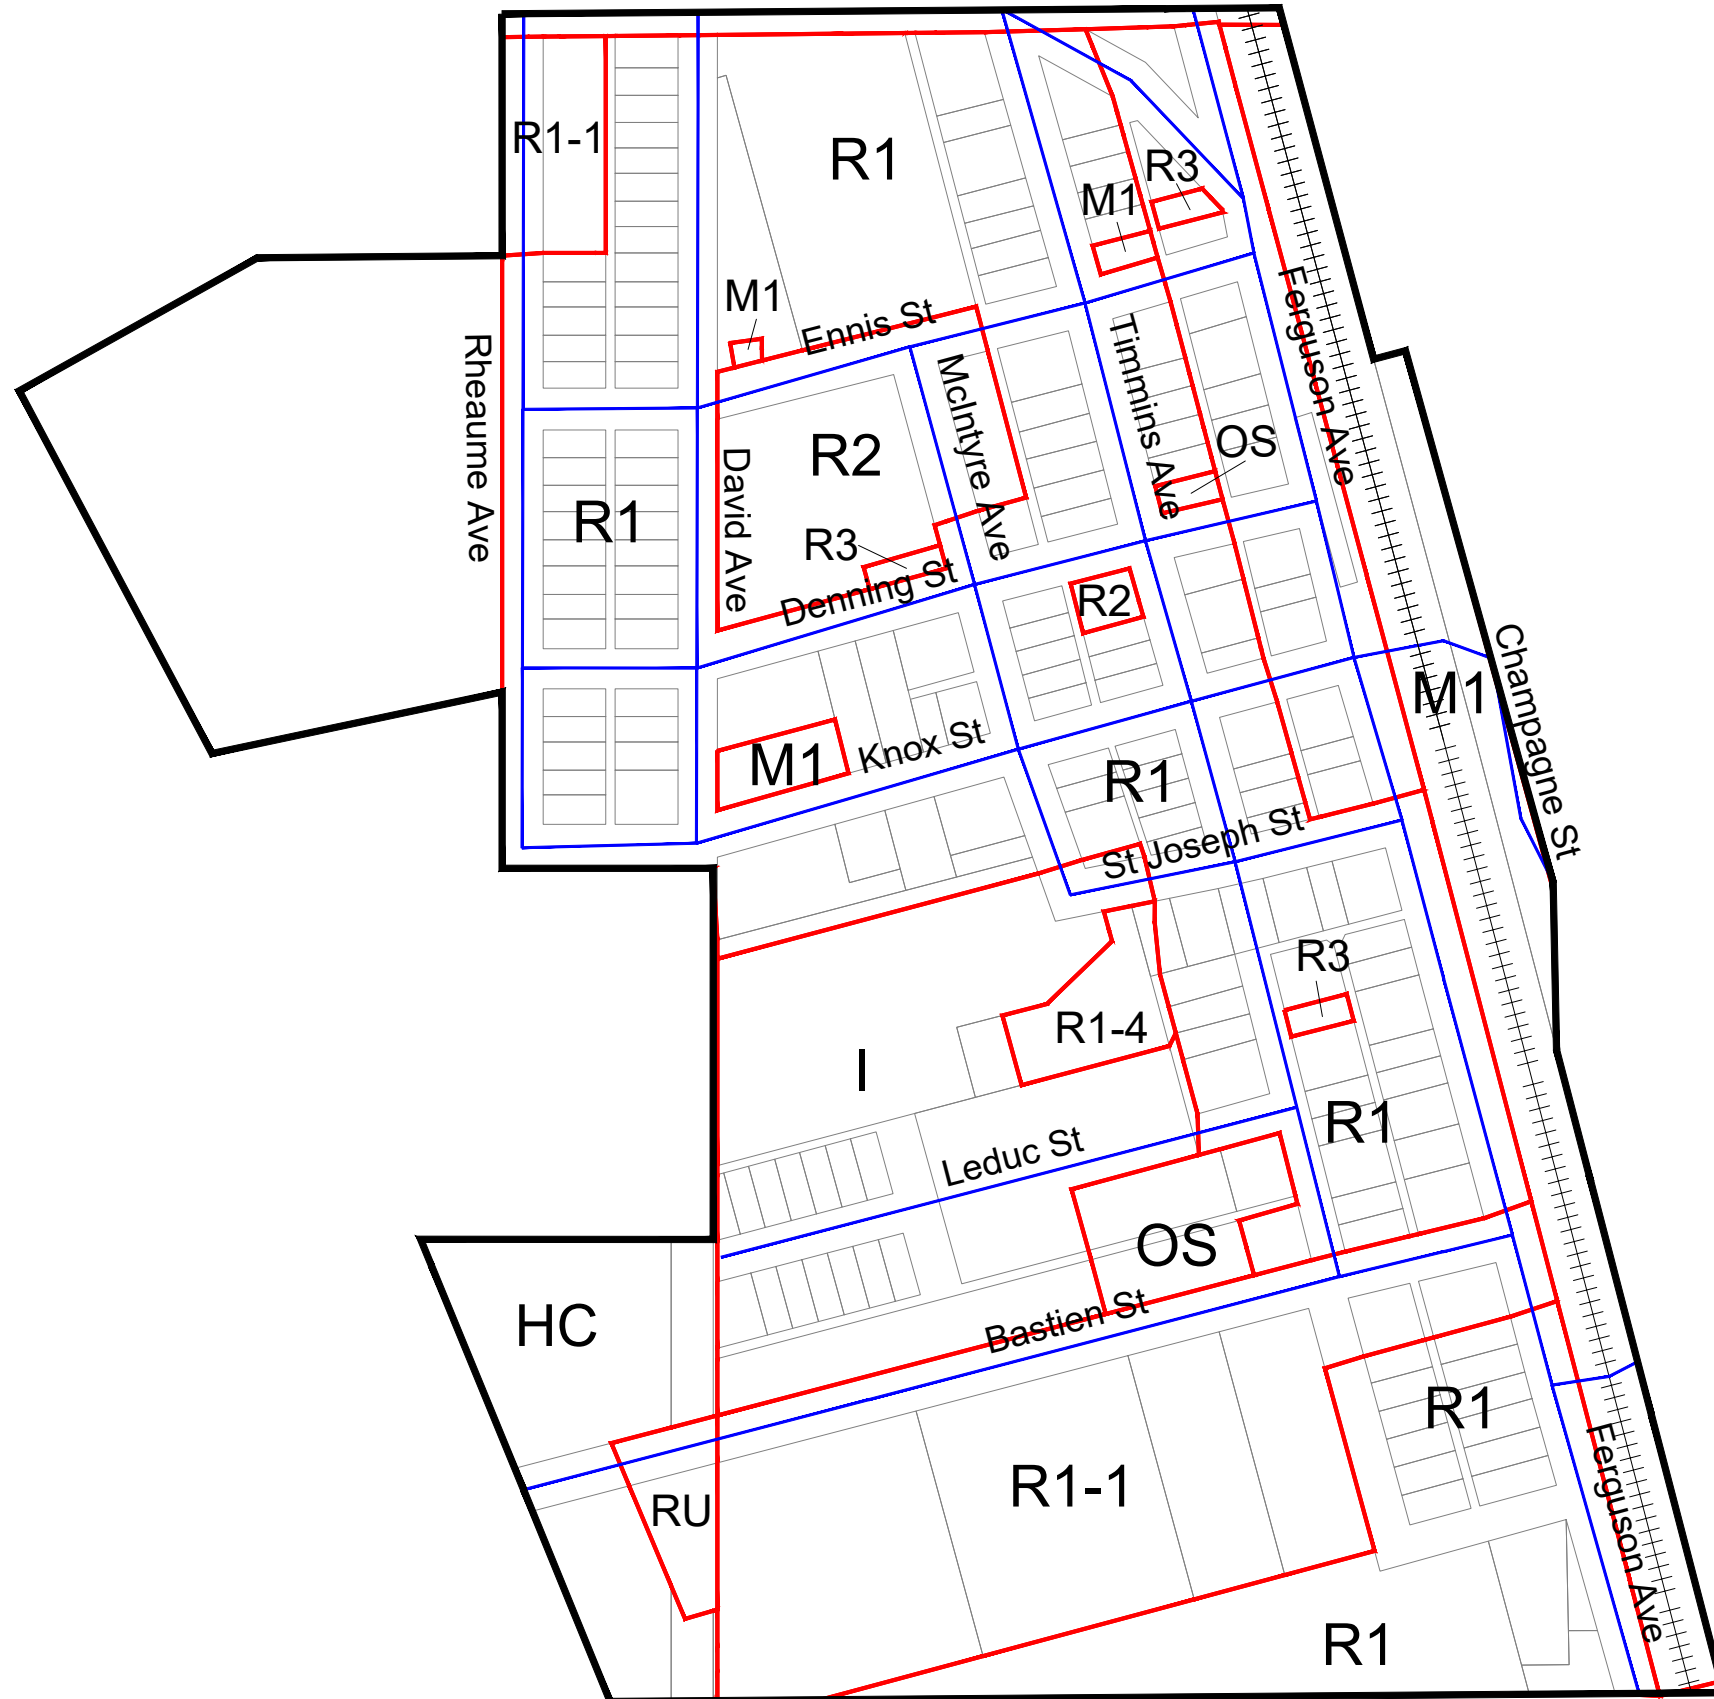 R1-1
R1
R3
M1
M1
Ennis St
Ferguson Ave
Timmins Ave
McIntyre Ave
Rheaume Ave
David Ave
R2
OS
R1
R3
Denning St
R2
Champagne St
M1
Knox St
M1
R1
St Joseph St
R3
R1-4
I
R1
Leduc St
OS
HC
Bastien St
R1
R1-1
RU
Ferguson Ave
R1